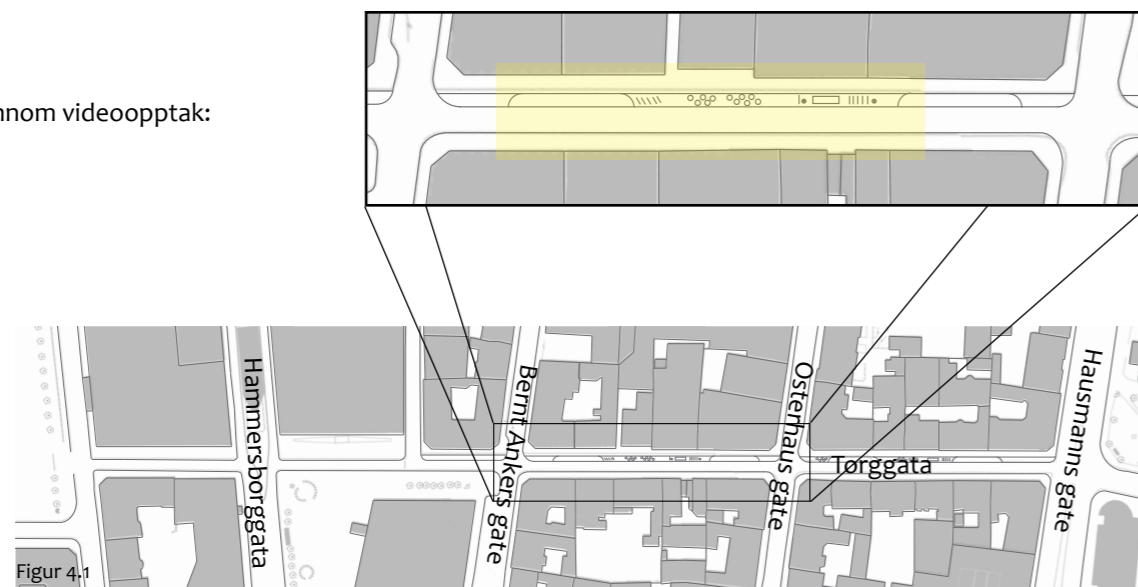 nnom videoopptak:
Hammersborggata
Bernt Ankers gate
Osterhaus gate
Torggata
Hausmanns gate
Figur 4.1